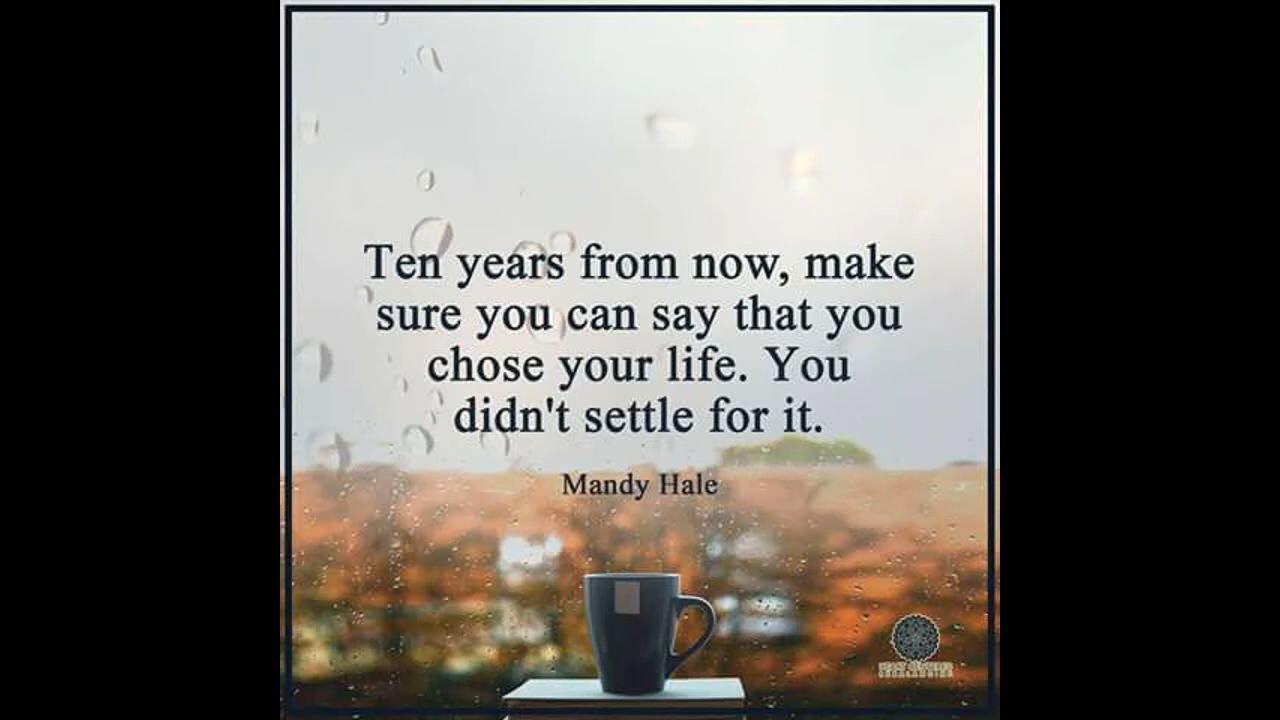 Ten years from now, make
sure you can say that you
chose your life. You
didn't settle for it.
Mandy Hale